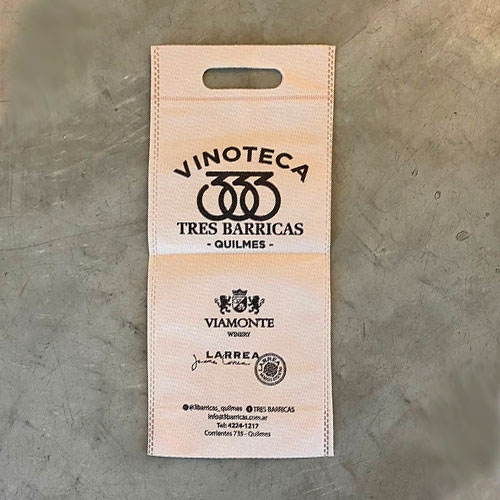 VINOTECA
333
TRES BARRICAS
- QUILMES -
VIAMONTE
WINERY
LARREA
LARREA
@3barricas_quilmes TRES BARRICAS
info@3barricas.com.ar
Tel: 4224-1217
Corrientes 735 - Quilmes